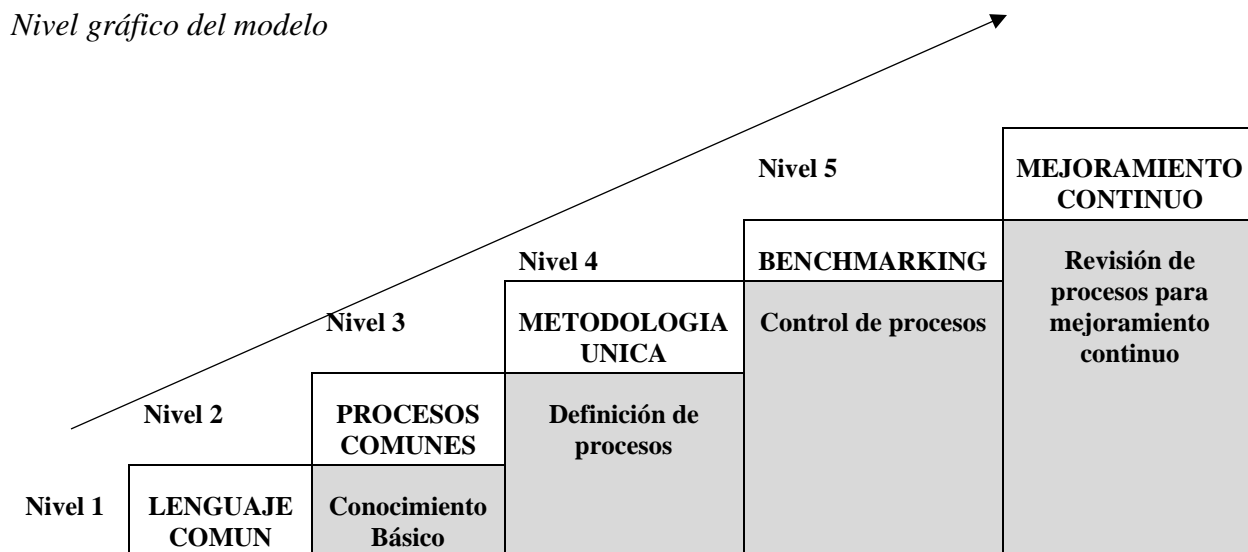 Nivel gráfico del modelo
Nivel 5
MEJORAMIENTO
CONTINUO
Nivel 4
BENCHMARKING
Revisión de
procesos para
mejoramiento
continuo
Nivel 3
METODOLOGIA
UNICA
Control de procesos
Nivel 2
PROCESOS
COMUNES
Definición de
procesos
Nivel 1
LENGUAJE
COMUN
Conocimiento
Básico